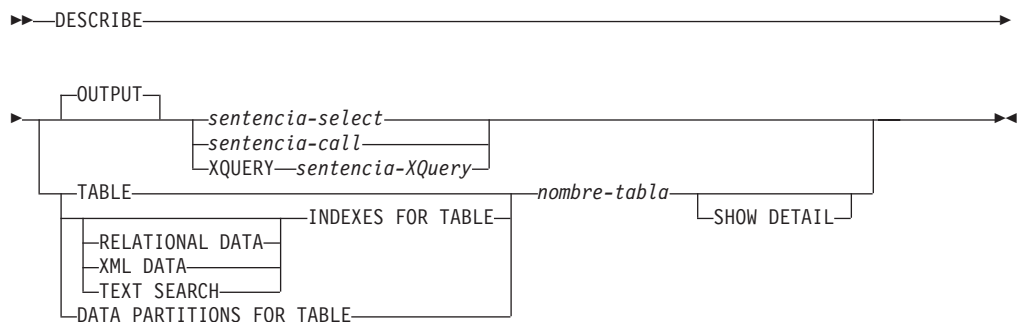 DESCRIBE
OUTPUT
sentencia-select
sentencia-call
XQUERY sentencia-XQuery
TABLE nombre-tabla
INDEXES FOR TABLE SHOW DETAIL
RELATIONAL DATA
XML DATA
TEXT SEARCH
DATA PARTITIONS FOR TABLE